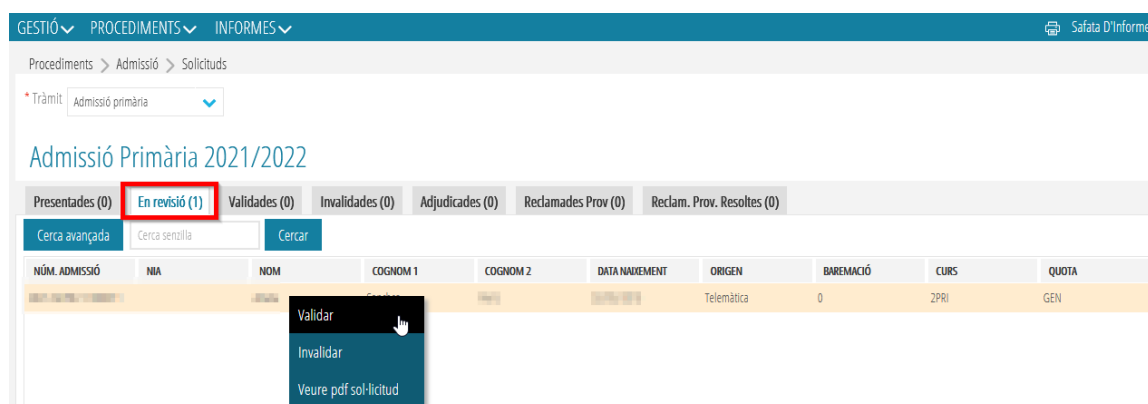 GESTIÓ PROCEDIMENTS INFORMES Safata D'Informe
Procediments > Admissió > Solicituds
* Tràmit Admissió primària
Admissió Primària 2021/2022
Presentades (0) En revisió (1) Validades (0) Invalidades (0) Adjudicades (0) Reclamades Prov (0) Reclam. Prov. Resoltes (0)
Cerca avançada Cerca senzilla Cercar
NÚM. ADMISSIÓ NIA NOM COGNOM 1 COGNOM 2 DATA NAIXEMENT ORIGEN BAREMACIÓ CURS QUOTA
Telemàtica 0 2PRI GEN
Validar
Invalidar
Veure pdf sol·licitud